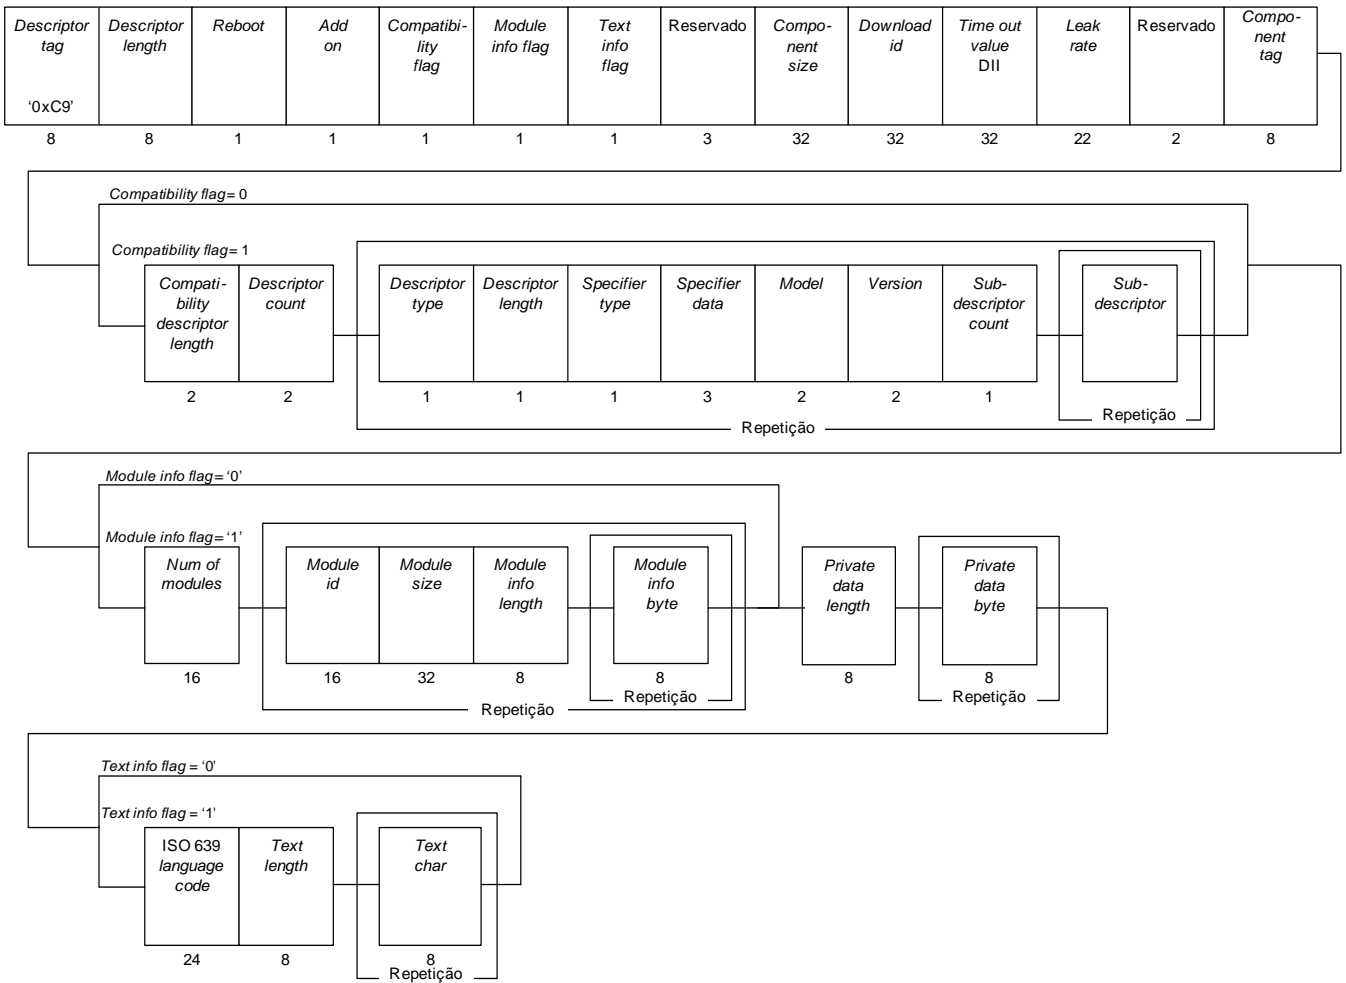 Descriptor
tag
'0xC9'
Descriptor
length
Reboot
Add
on
Compatibi-
lity
flag
Module
info flag
Text
info
flag
Reservado
Compo-
nent
size
Download
id
Time out
value
DII
Leak
rate
Reservado
Compo-
nent
tag
8 8 1 1 1 1 1 3 32 32 32 22 2 8
Compatibility flag= 0
Compatibility flag= 1
Compati-
bility
descriptor
length
Descriptor
count
Descriptor
type
Descriptor
length
Specifier
type
Specifier
data
Model
Version
Sub-
descriptor
count
Sub-
descriptor
2 2 1 1 1 3 2 2 1
Repetição
Repetição
Module info flag= ‘0’
Module info flag= ‘1’
Num of
modules
Module
id
Module
size
Module
info
length
Module
info
byte
Private
data
length
Private
data
byte
16 16 32 8 8 8 8
Repetição
Repetição
Repetição
Text info flag = ‘0’
Text info flag = ‘1’
ISO 639
language
code
Text
length
Text
char
24 8 8
Repetição